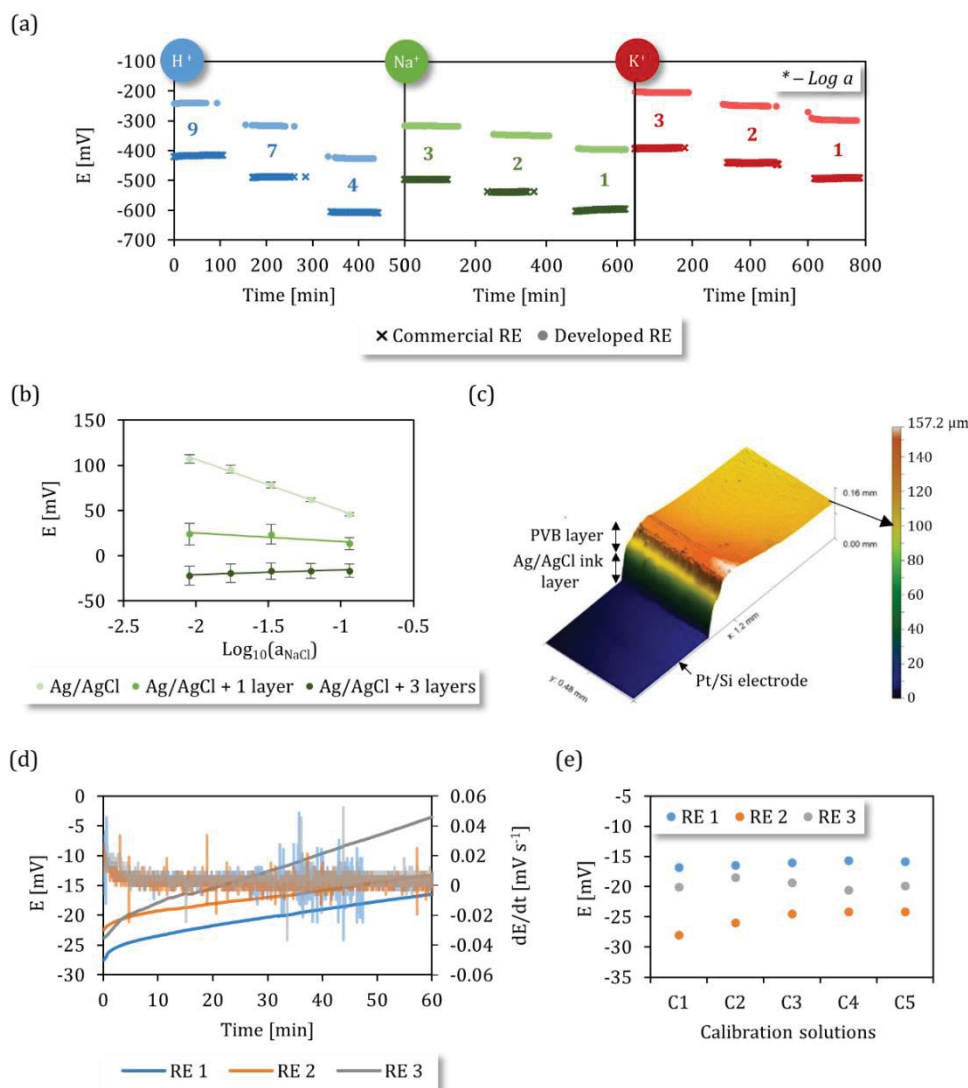 (a)
H⁺
Na⁺
K⁺
* – Log a
E [mV]
-100
-200
-300
-400
-500
-600
-700
9
7
4
3
2
1
3
2
1
0 100 200 300 400 500
200 400 600
200 400 600 800
Time [min]
Time [min]
Time [min]
× Commercial RE ● Developed RE
(b)
E [mV]
150
100
50
0
-50
-2.5 -2 -1.5 -1 -0.5
Log₁₀(aNaCl)
Ag/AgCl Ag/AgCl + 1 layer Ag/AgCl + 3 layers
(c)
PVB layer
Ag/AgCl ink
layer
0.16 mm
0.00 mm
x: 1.2 mm
y: 0.48 mm
Pt/Si electrode
157.2 μm
140
120
100
80
60
40
20
0
(d)
E [mV]
0
-5
-10
-15
-20
-25
-30
0.06
0.04
0.02
0
-0.02
-0.04
-0.06
dE/dt [mV s⁻¹]
0 10 20 30 40 50 60
Time [min]
RE 1 RE 2 RE 3
(e)
E [mV]
-5
-10
-15
-20
-25
-30
-35
RE 1 RE 2 RE 3
C1 C2 C3 C4 C5
Calibration solutions